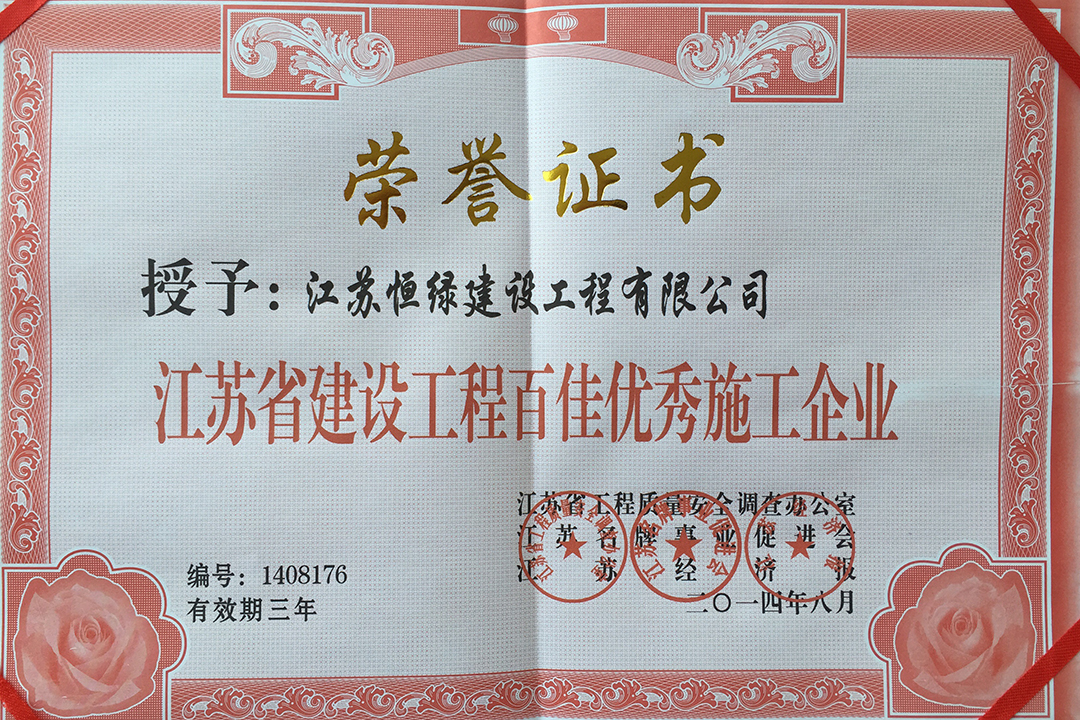 荣誉证书
授予：江苏恒绿建设工程有限公司
江苏省建设工程百佳优秀施工企业
江苏省工程质量安全调查办公室
江苏名牌事业促进会
江苏经济报
二〇一四年八月
编号：1408176
有效期三年